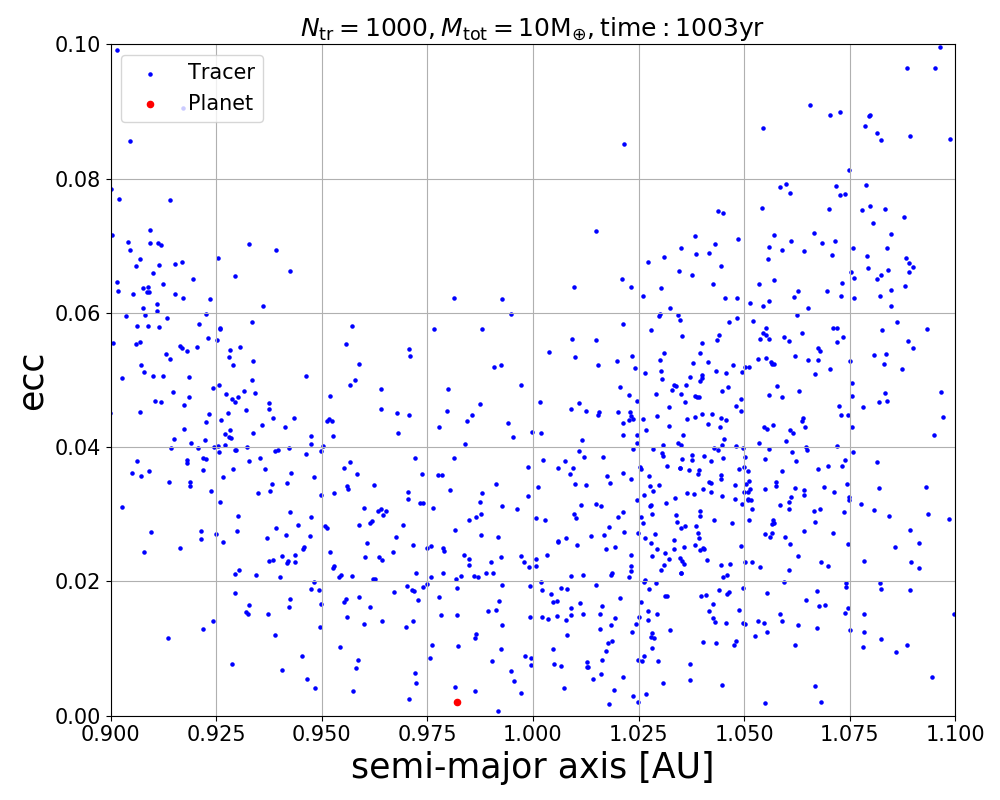 N_tr = 1000, M_tot = 10M_⊕, time : 1003yr
Tracer
Planet
ecc
0.10
0.08
0.06
0.04
0.02
0.00
0.900 0.925 0.950 0.975 1.000 1.025 1.050 1.075 1.100
semi-major axis [AU]